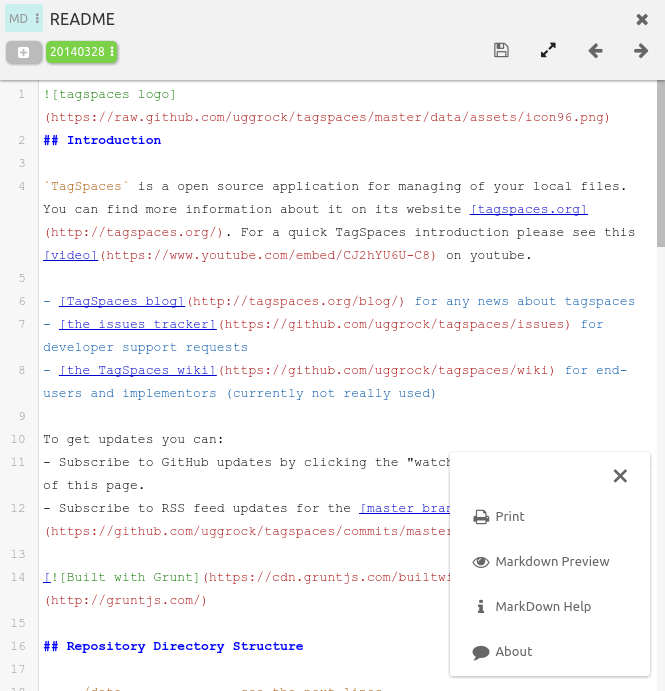 MD README
20140328
1 ![tagspaces logo]
(https://raw.github.com/uggrock/tagspaces/master/data/assets/icon96.png)
2 ## Introduction
3
4 `TagSpaces` is a open source application for managing of your local files.
You can find more information about it on its website [tagspaces.org]
(http://tagspaces.org/). For a quick TagSpaces introduction please see this
[video](https://www.youtube.com/embed/CJ2hYU6U-C8) on youtube.
5
6 - [TagSpaces blog](http://tagspaces.org/blog/) for any news about tagspaces
7 - [the issues tracker](https://github.com/uggrock/tagspaces/issues) for
developer support requests
8 - [the TagSpaces wiki](https://github.com/uggrock/tagspaces/wiki) for end-
users and implementors (currently not really used)
9
10 To get updates you can:
11 - Subscribe to GitHub updates by clicking the "watch
of this page.
12 - Subscribe to RSS feed updates for the [master bran
(https://github.com/uggrock/tagspaces/commits/master
13
14 [![Built with Grunt](https://cdn.gruntjs.com/builtwi
(http://gruntjs.com/)
15
16 ## Repository Directory Structure
17
Print
Markdown Preview
MarkDown Help
About